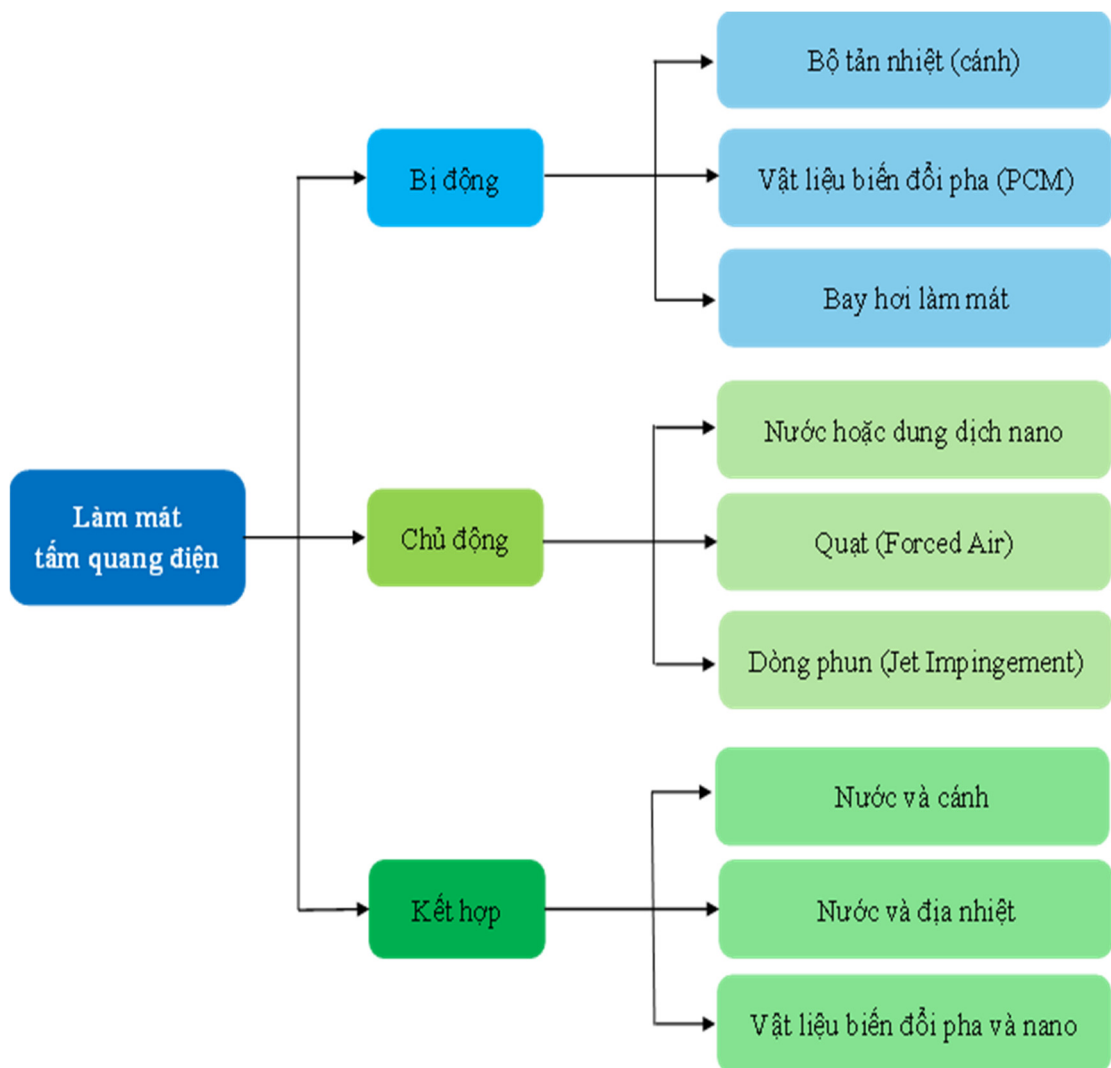 Làm mát
tấm quang điện
Bị động
Bộ tản nhiệt (cánh)
Vật liệu biến đổi pha (PCM)
Bay hơi làm mát
Chủ động
Nước hoặc dung dịch nano
Quạt (Forced Air)
Dòng phun (Jet Impingement)
Kết hợp
Nước và cánh
Nước và địa nhiệt
Vật liệu biến đổi pha và nano